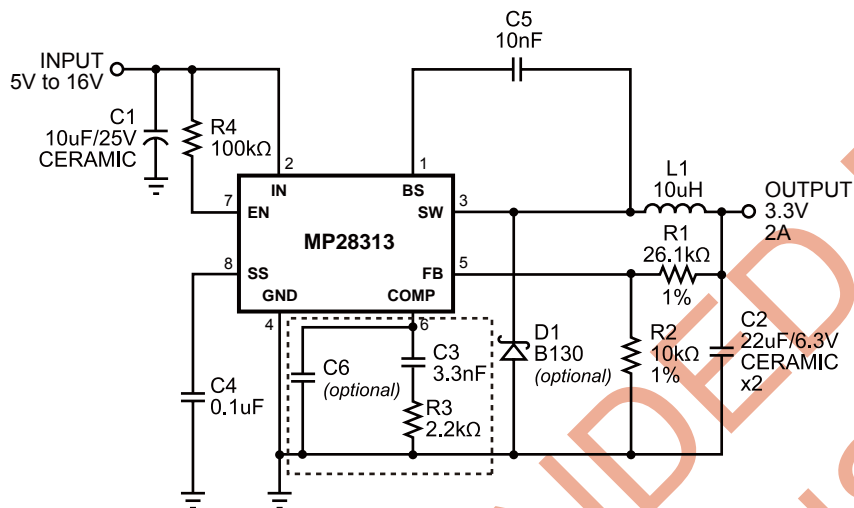 C5
10nF
INPUT
5V to 16V
C1
10uF/25V
CERAMIC
R4
100kΩ
2
1
IN
BS
L1
10uH
OUTPUT
3.3V
2A
7
EN
SW
3
MP28313
R1
26.1kΩ
1%
8
SS
FB
5
GND
COMP
4
6
C6
(optional)
C3
3.3nF
D1
B130
(optional)
R2
10kΩ
1%
C2
22uF/6.3V
CERAMIC
x2
C4
0.1uF
R3
2.2kΩ